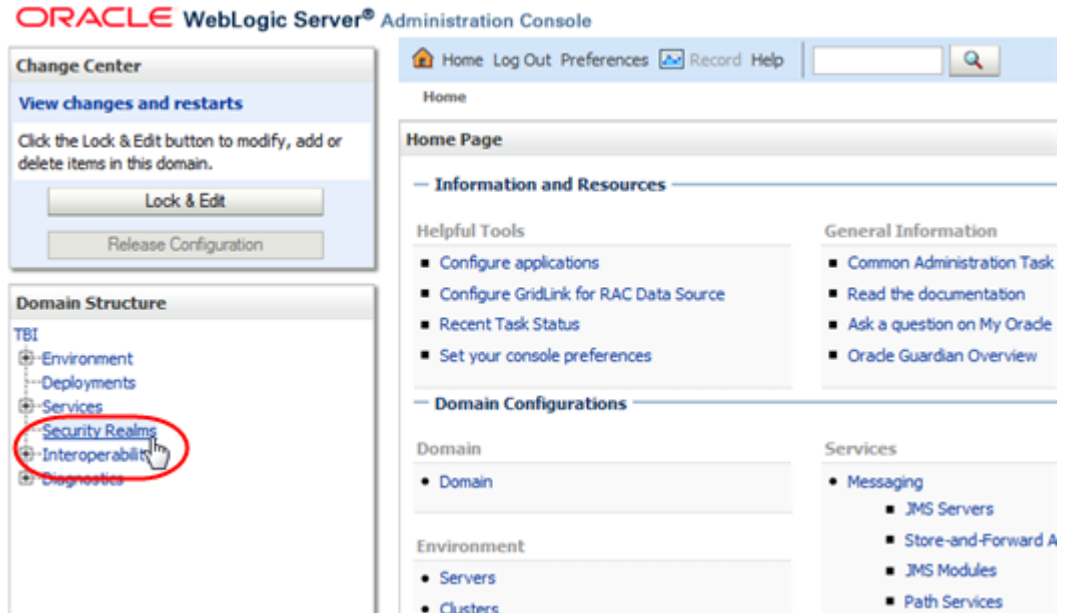 ORACLE WebLogic Server® Administration Console
Change Center
View changes and restarts
Click the Lock & Edit button to modify, add or
delete items in this domain.
Lock & Edit
Release Configuration
Domain Structure
TBI
Environment
Deployments
Services
Security Realms
Interoperabilit
Diagnostics
Home Log Out Preferences Record Help
Home
Home Page
Information and Resources
Helpful Tools
Configure applications
Configure GridLink for RAC Data Source
Recent Task Status
Set your console preferences
General Information
Common Administration Task
Read the documentation
Ask a question on My Oracle
Oracle Guardian Overview
Domain Configurations
Domain
Domain
Environment
Servers
Clusters
Services
Messaging
JMS Servers
Store-and-Forward A
JMS Modules
Path Services